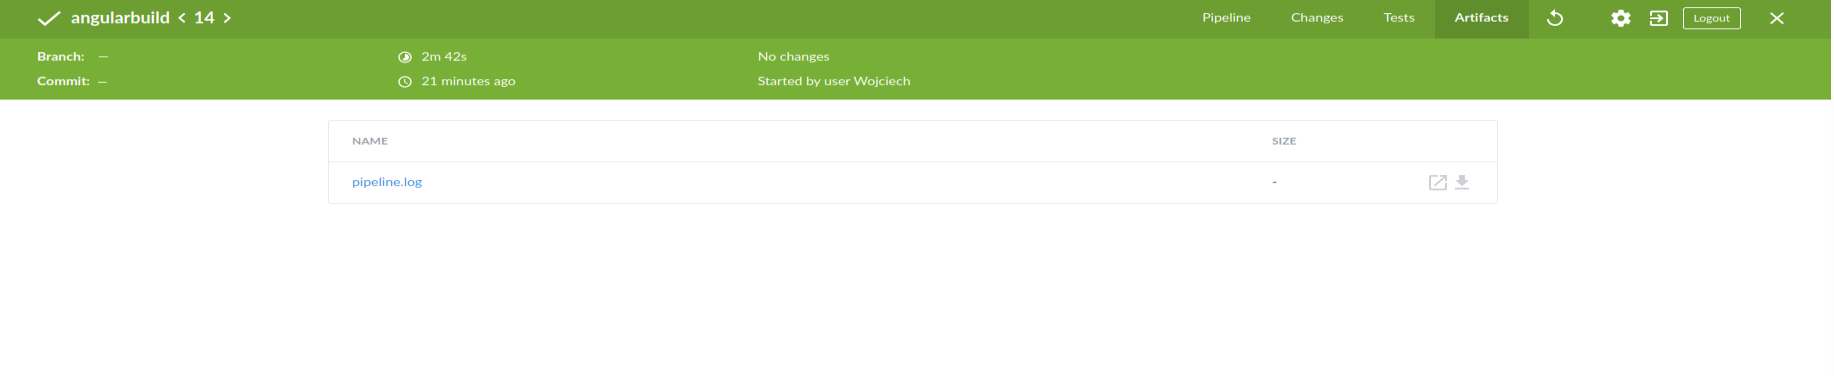 angularbuild < 14 >
Pipeline Changes Tests Artifacts Logout
Branch: — 2m 42s No changes
Commit: — 21 minutes ago Started by user Wojciech
NAME SIZE
pipeline.log -